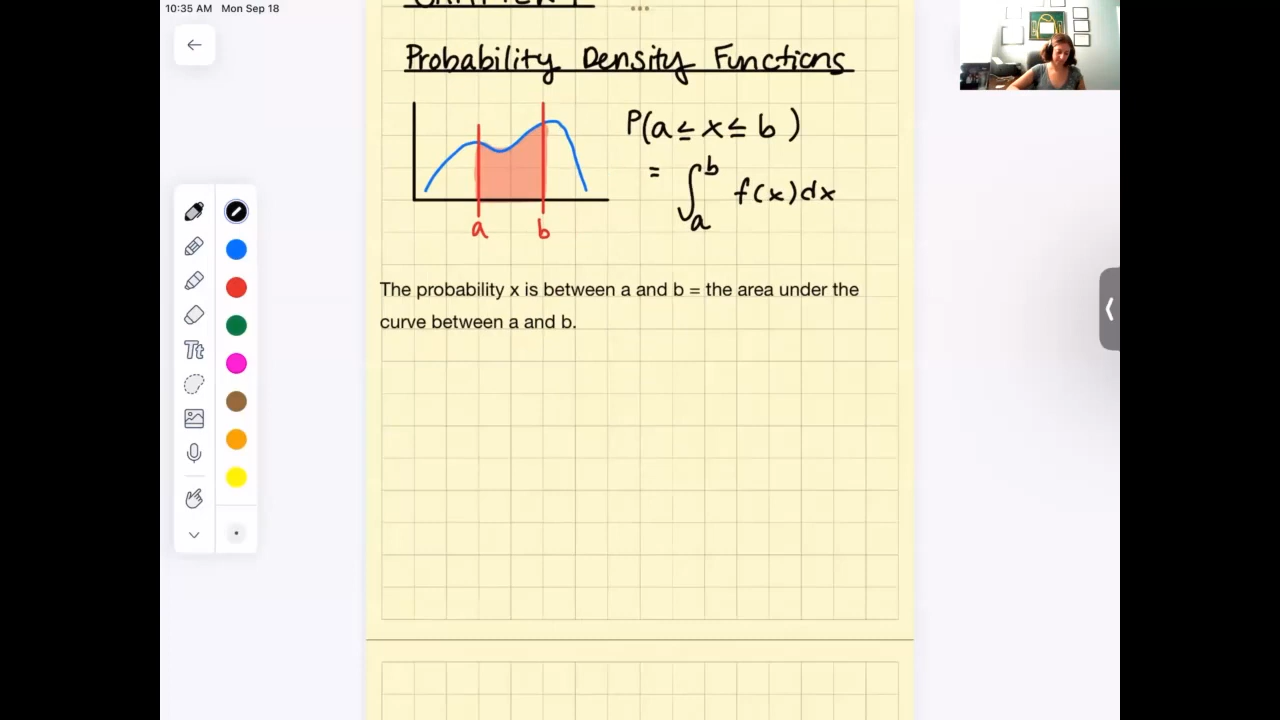 10:35 AM Mon Sep 18
Probability Density Functions
P(a ≤ x ≤ b)
= ∫_a^b f(x)dx
a b
The probability x is between a and b = the area under the
curve between a and b.
Tt